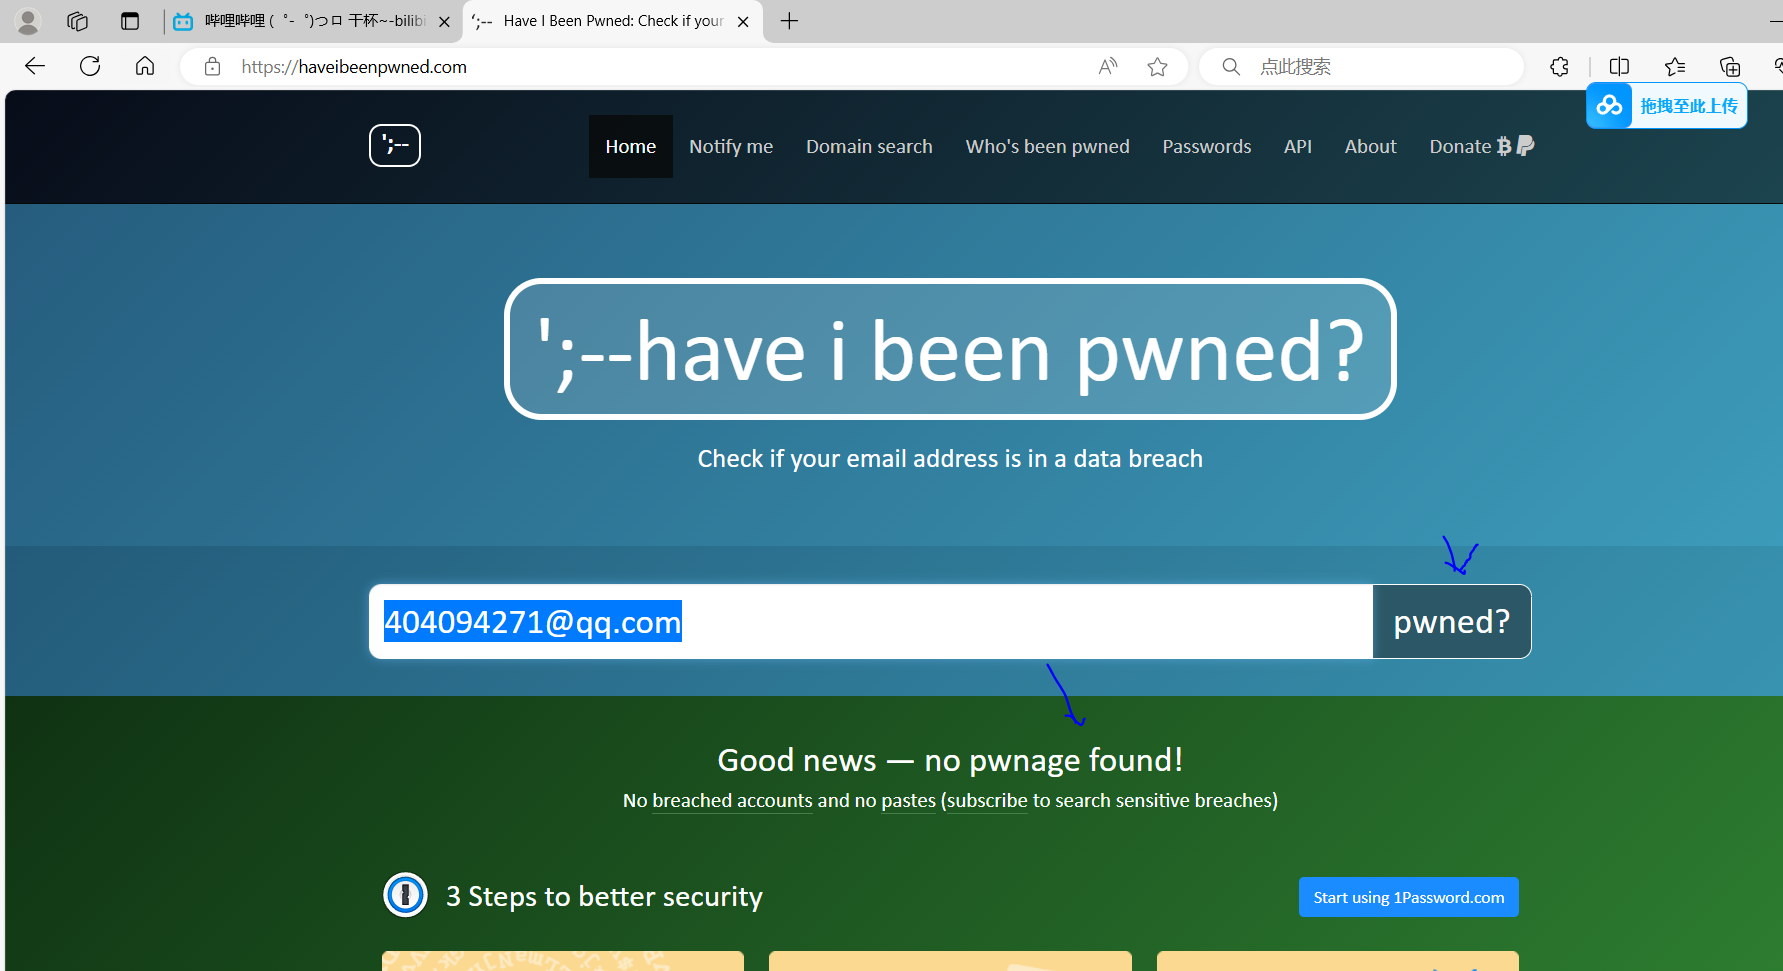 哔哩哔哩 (゜-゜)つロ 干杯~-bilibi
';-- Have I Been Pwned: Check if your
https://haveibeenpwned.com
点此搜索
拖拽至此上传
';--
Home Notify me Domain search Who's been pwned Passwords API About Donate
';--have i been pwned?
Check if your email address is in a data breach
404094271@qq.com
pwned?
Good news — no pwnage found!
No breached accounts and no pastes (subscribe to search sensitive breaches)
3 Steps to better security
Start using 1Password.com